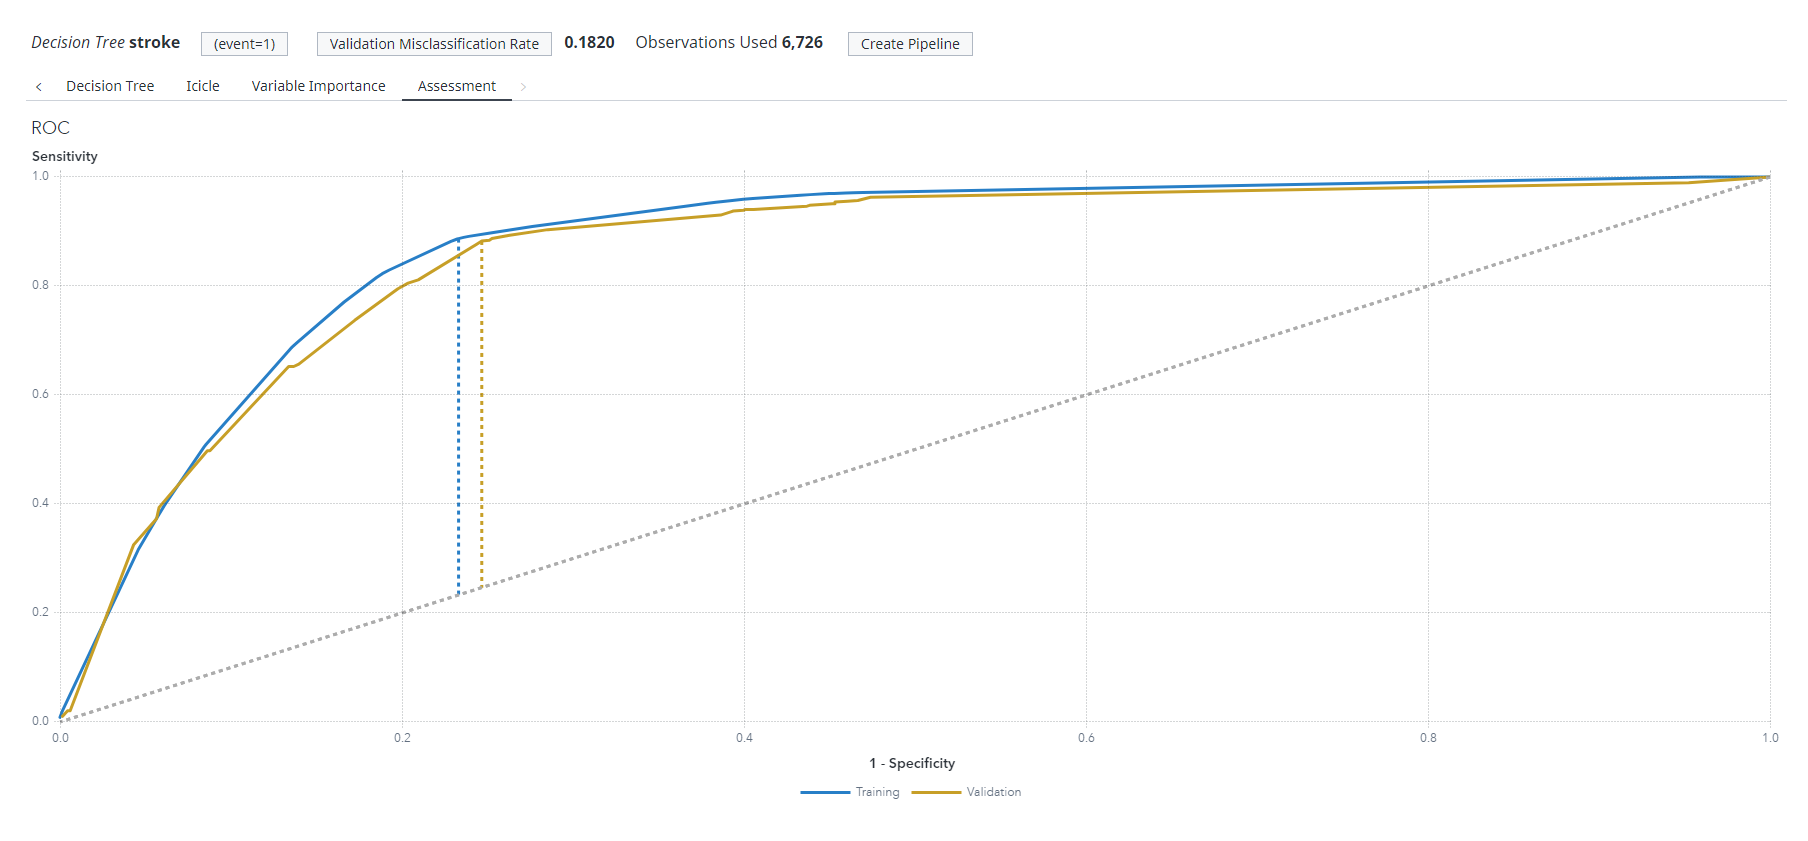 Decision Tree stroke (event=1) Validation Misclassification Rate 0.1820 Observations Used 6,726 Create Pipeline
< Decision Tree Icicle Variable Importance Assessment >
ROC
Sensitivity
1.0
0.8
0.6
0.4
0.2
0.0
0.0 0.2 0.4 0.6 0.8 1.0
1 - Specificity
Training Validation